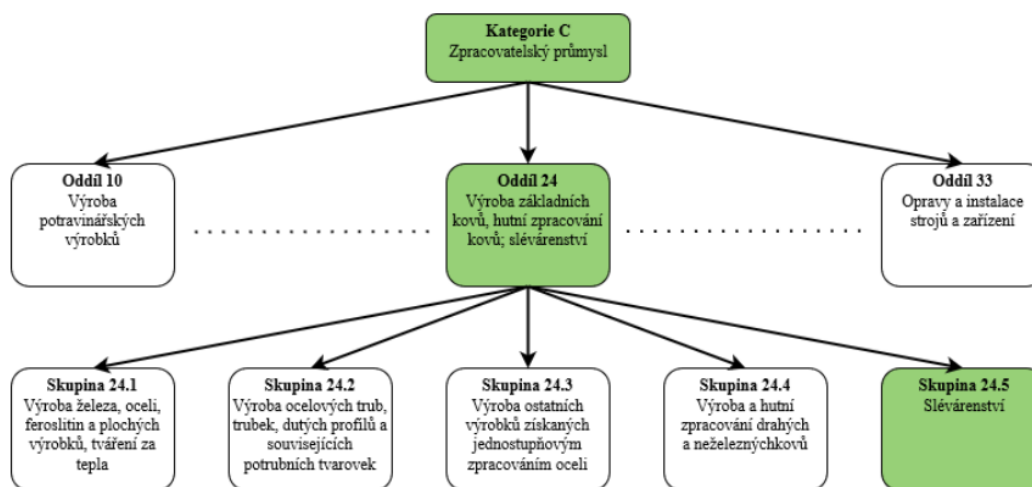 Kategorie C
Zpracovatelský průmysl
Oddíl 10
Výroba
potravinářských
výrobků
Oddíl 24
Výroba základních
kovů, hutní zpracování
kovů; slévárenství
Oddíl 33
Opravy a instalace
strojů a zařízení
Skupina 24.1
Výroba železa, oceli,
feroslitin a plochých
výrobků, tváření za
tepla
Skupina 24.2
Výroba ocelových trub,
trubek, dutých profilů a
souvisejících
potrubních tvarovek
Skupina 24.3
Výroba ostatních
výrobků získaných
jednostupňovým
zpracováním oceli
Skupina 24.4
Výroba a hutní
zpracování drahých
a neželeznýchkovů
Skupina 24.5
Slévárenství